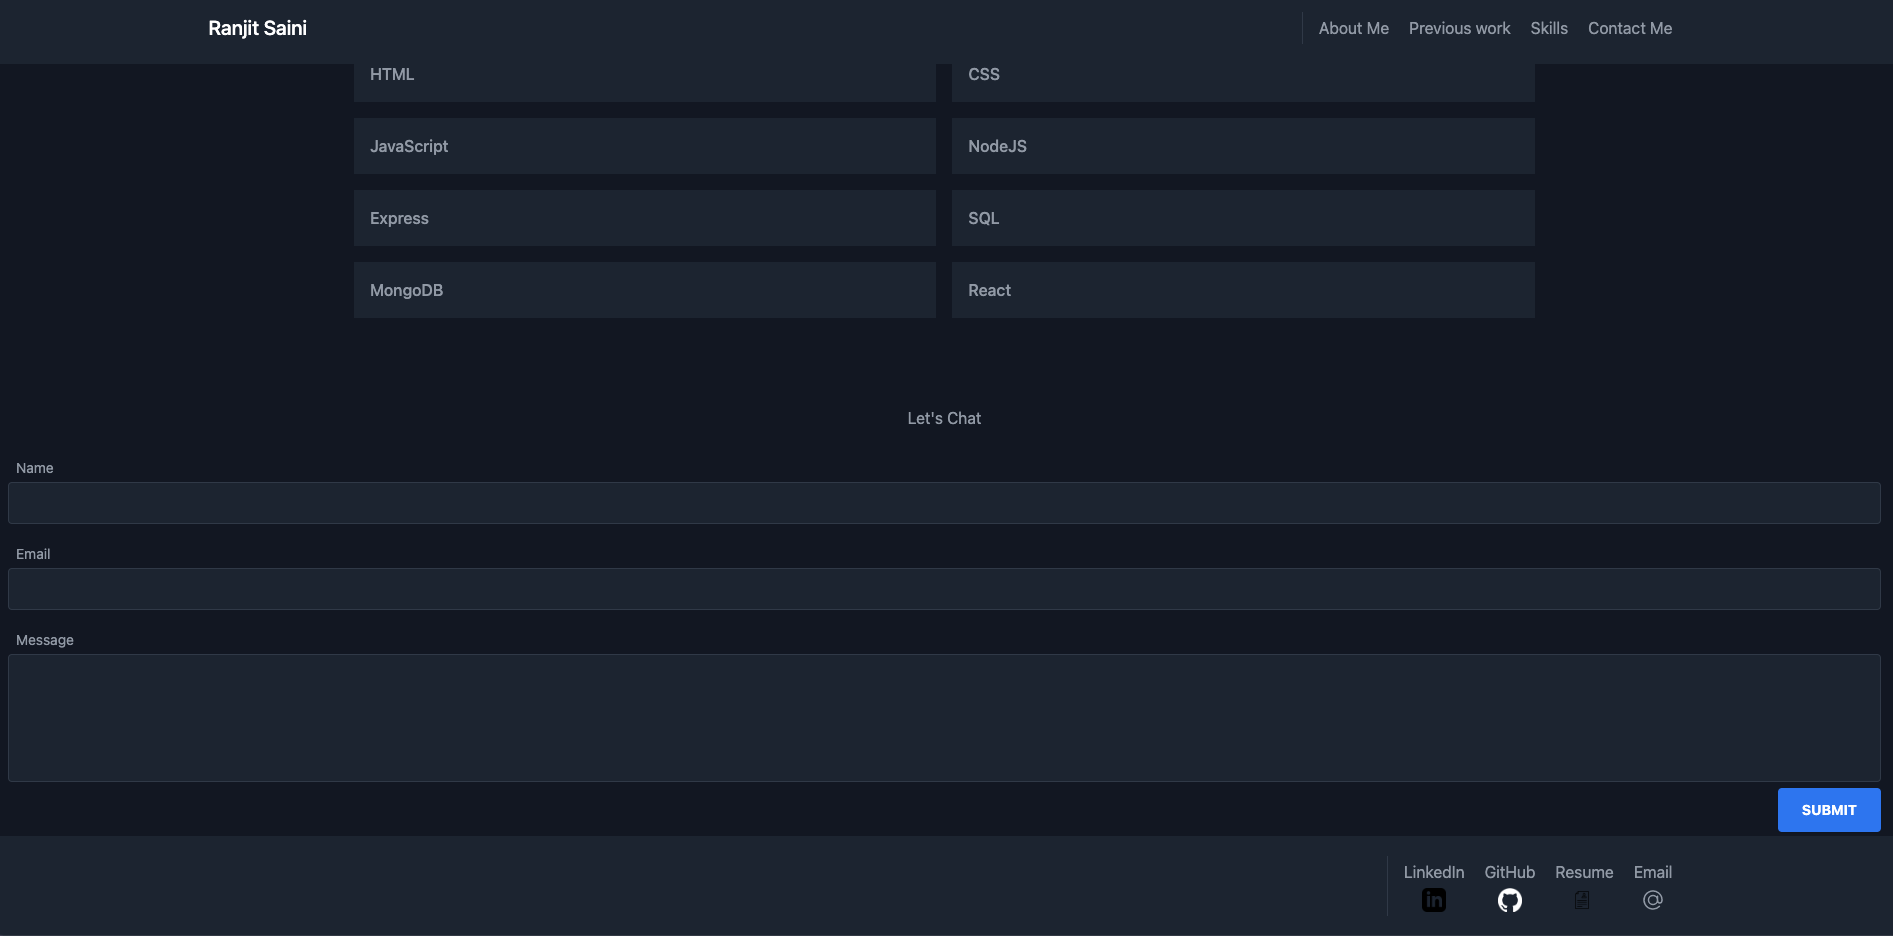 Ranjit Saini
About Me Previous work Skills Contact Me
HTML CSS
JavaScript NodeJS
Express SQL
MongoDB React
Let's Chat
Name
Email
Message
SUBMIT
LinkedIn GitHub Resume Email
in @